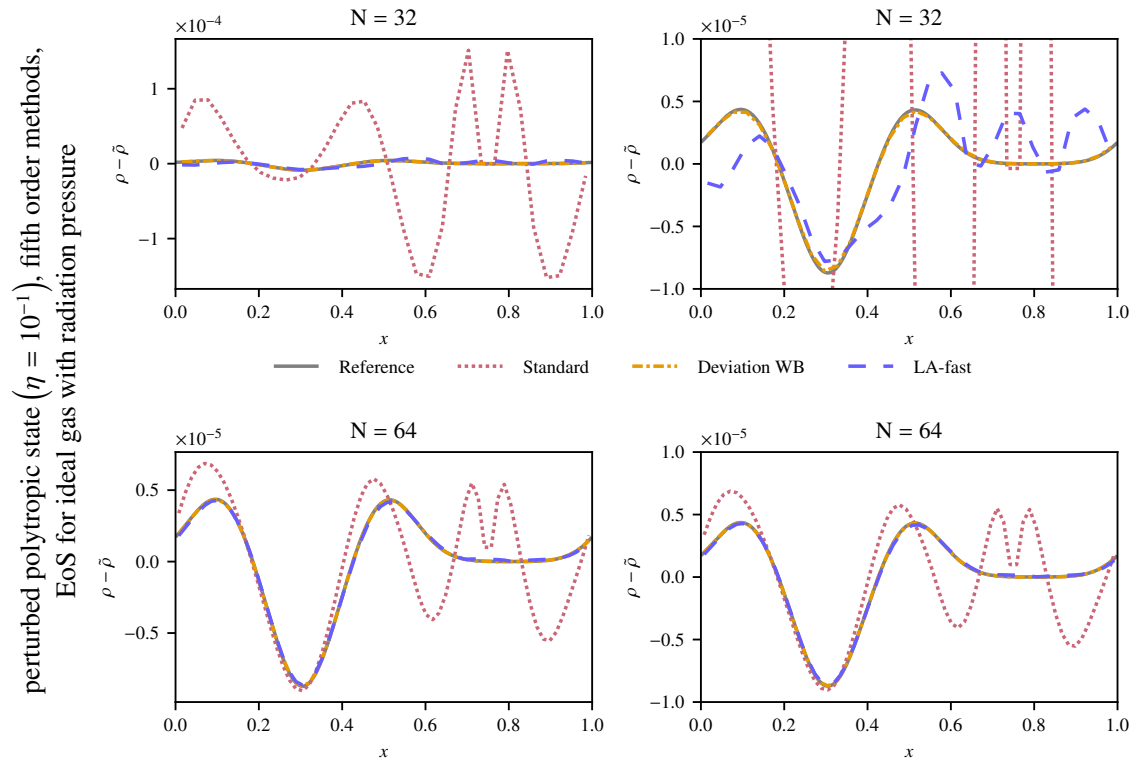 perturbed polytropic state (η = 10⁻¹), fifth order methods,
EoS for ideal gas with radiation pressure
×10⁻⁴
N = 32
1
0
−1
ρ − ρ̃
0.0 0.2 0.4 0.6 0.8 1.0
x
×10⁻⁵
N = 32
1.0
0.5
0.0
−0.5
−1.0
ρ − ρ̃
0.0 0.2 0.4 0.6 0.8 1.0
x
Reference Standard Deviation WB LA-fast
×10⁻⁵
N = 64
0.5
0.0
−0.5
ρ − ρ̃
0.0 0.2 0.4 0.6 0.8 1.0
x
×10⁻⁵
N = 64
1.0
0.5
0.0
−0.5
−1.0
ρ − ρ̃
0.0 0.2 0.4 0.6 0.8 1.0
x